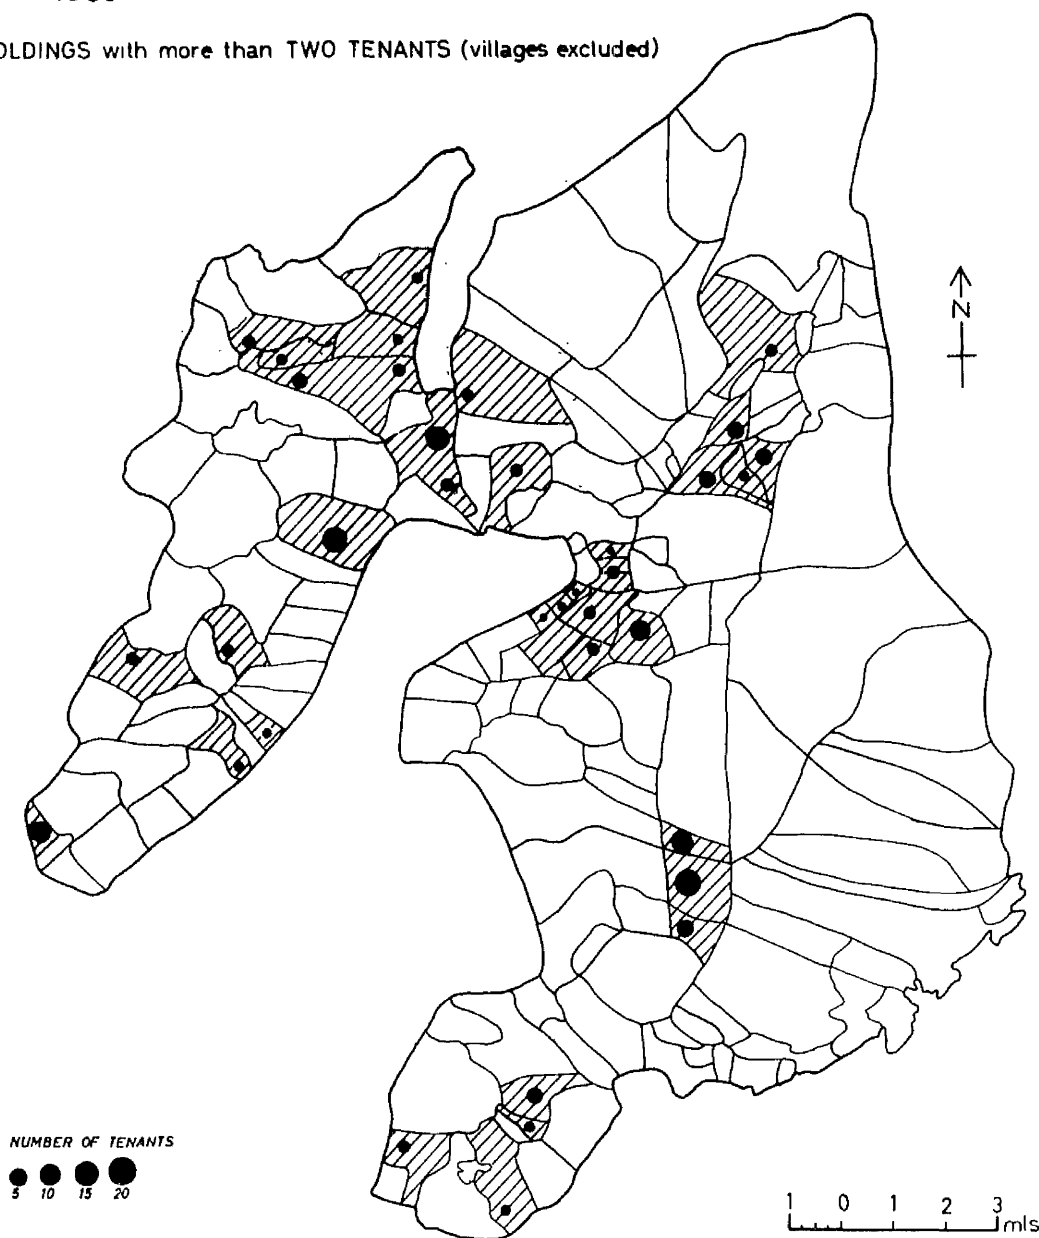 OLDINGS with more than TWO TENANTS (villages excluded)
N
NUMBER OF TENANTS
5 10 15 20
1 0 1 2 3 mls